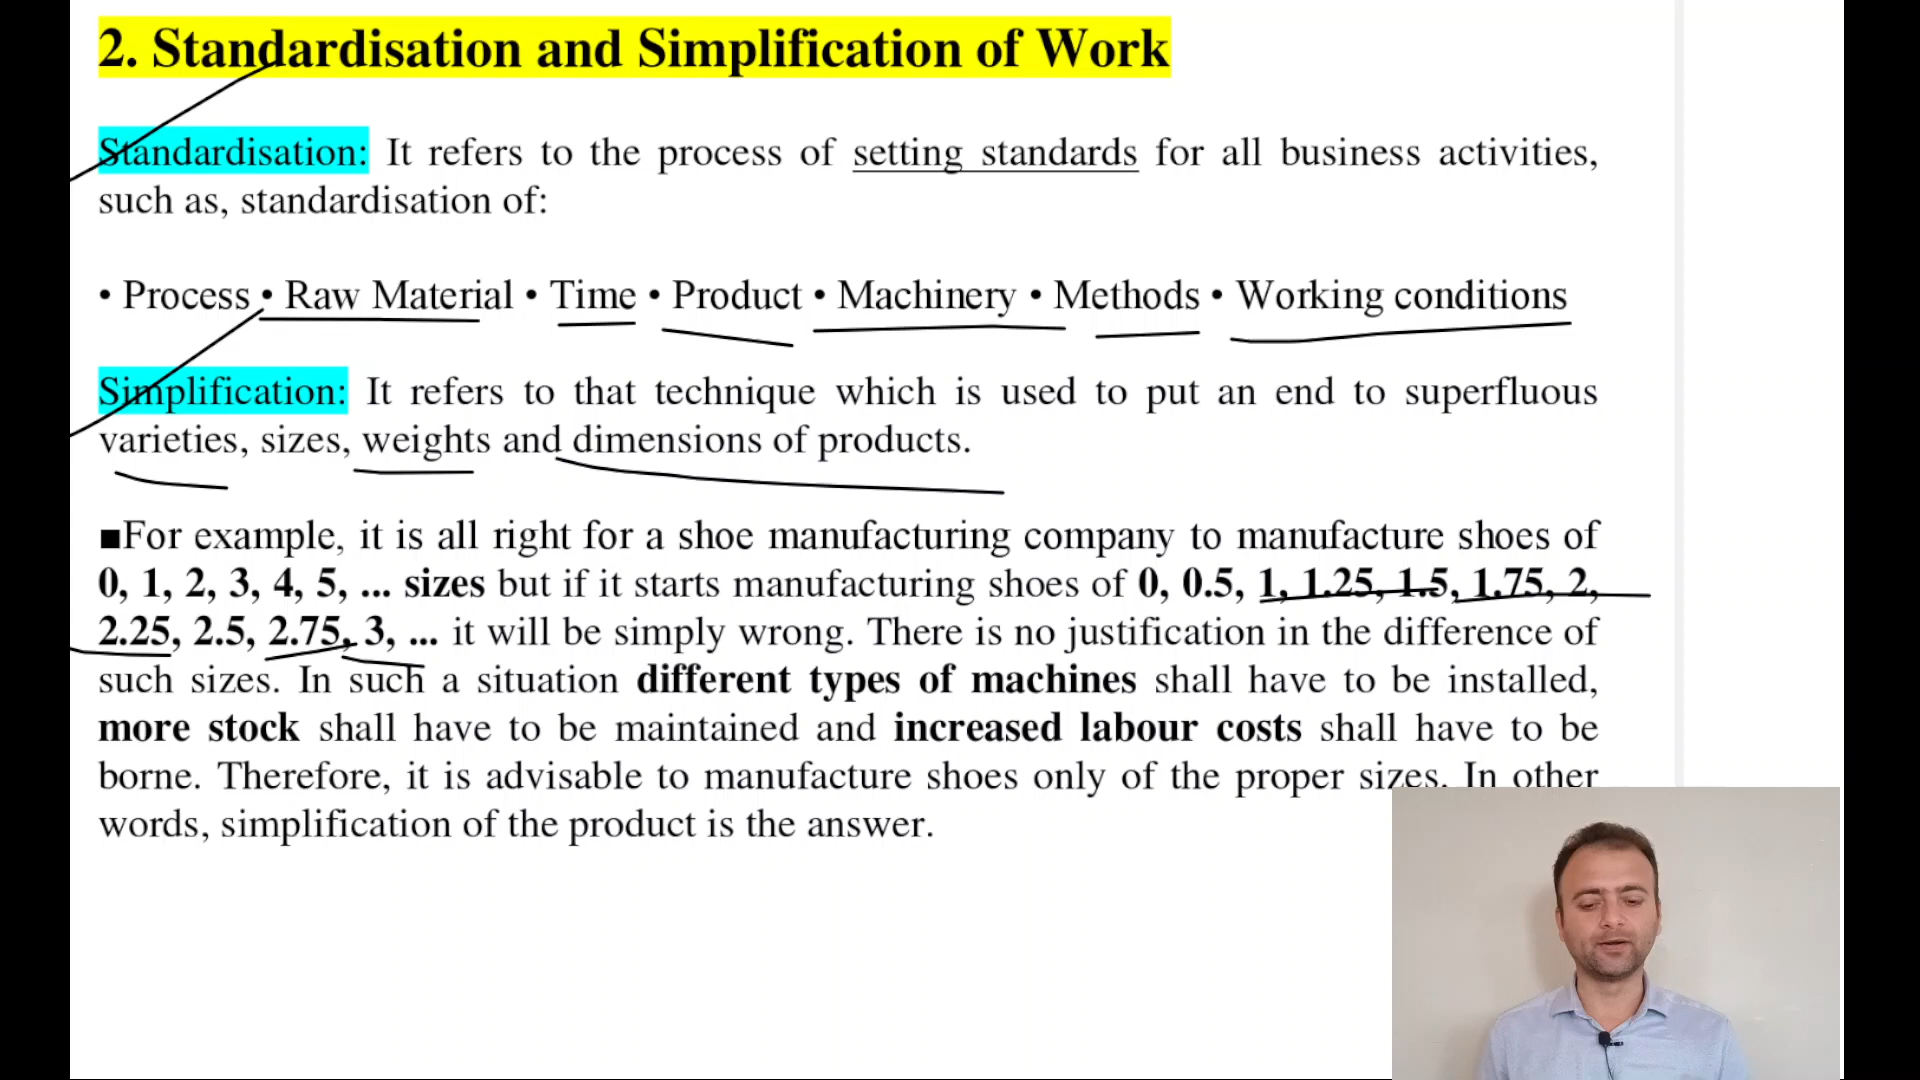 2. Standardisation and Simplification of Work
Standardisation: It refers to the process of setting standards for all business activities,
such as, standardisation of:
• Process • Raw Material • Time • Product • Machinery • Methods • Working conditions
Simplification: It refers to that technique which is used to put an end to superfluous
varieties, sizes, weights and dimensions of products.
■For example, it is all right for a shoe manufacturing company to manufacture shoes of
0, 1, 2, 3, 4, 5, ... sizes but if it starts manufacturing shoes of 0, 0.5, 1, 1.25, 1.5, 1.75, 2,
2.25, 2.5, 2.75, 3, ... it will be simply wrong. There is no justification in the difference of
such sizes. In such a situation different types of machines shall have to be installed,
more stock shall have to be maintained and increased labour costs shall have to be
borne. Therefore, it is advisable to manufacture shoes only of the proper sizes. In other
words, simplification of the product is the answer.